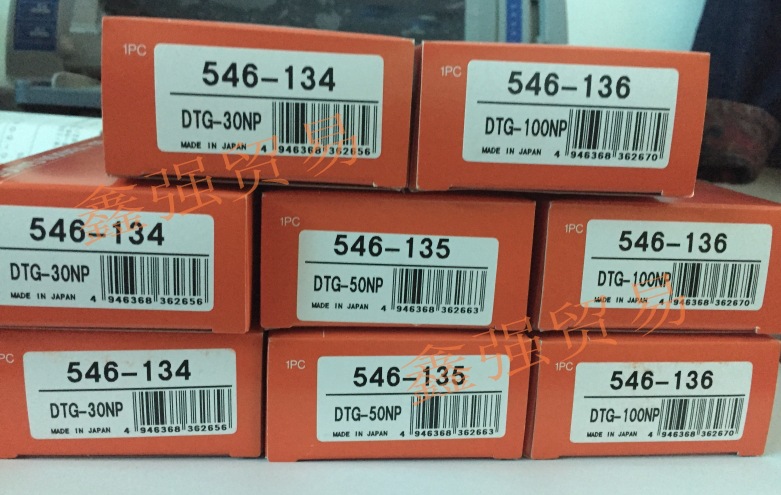 1PC
546-134
DTG-30NP
MADE IN JAPAN 4 946368 362656
1PC
546-136
DTG-100NP
MADE IN JAPAN 4 946368 362670
鑫强贸易
546-134
DTG-30NP
MADE IN JAPAN 4 946368 362656
1PC
546-135
DTG-50NP
MADE IN JAPAN 4 946368 362663
1PC
546-136
DTG-100NP
MADE IN JAPAN 4 946368 362670
鑫强贸易
PC
546-134
DTG-30NP
MADE IN JAPAN 4 946368 362656
1PC
546-135
DTG-50NP
MADE IN JAPAN 4 946368 362663
1PC
546-136
DTG-100NP
MADE IN JAPAN 4 946368 362670